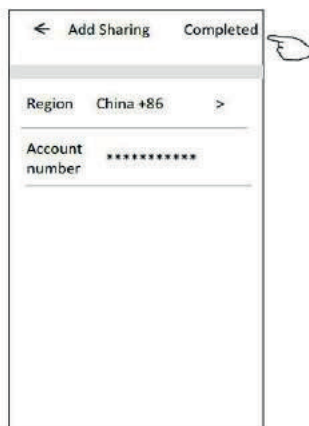 ← Add Sharing Completed
Region China +86 >
Account
number ***********